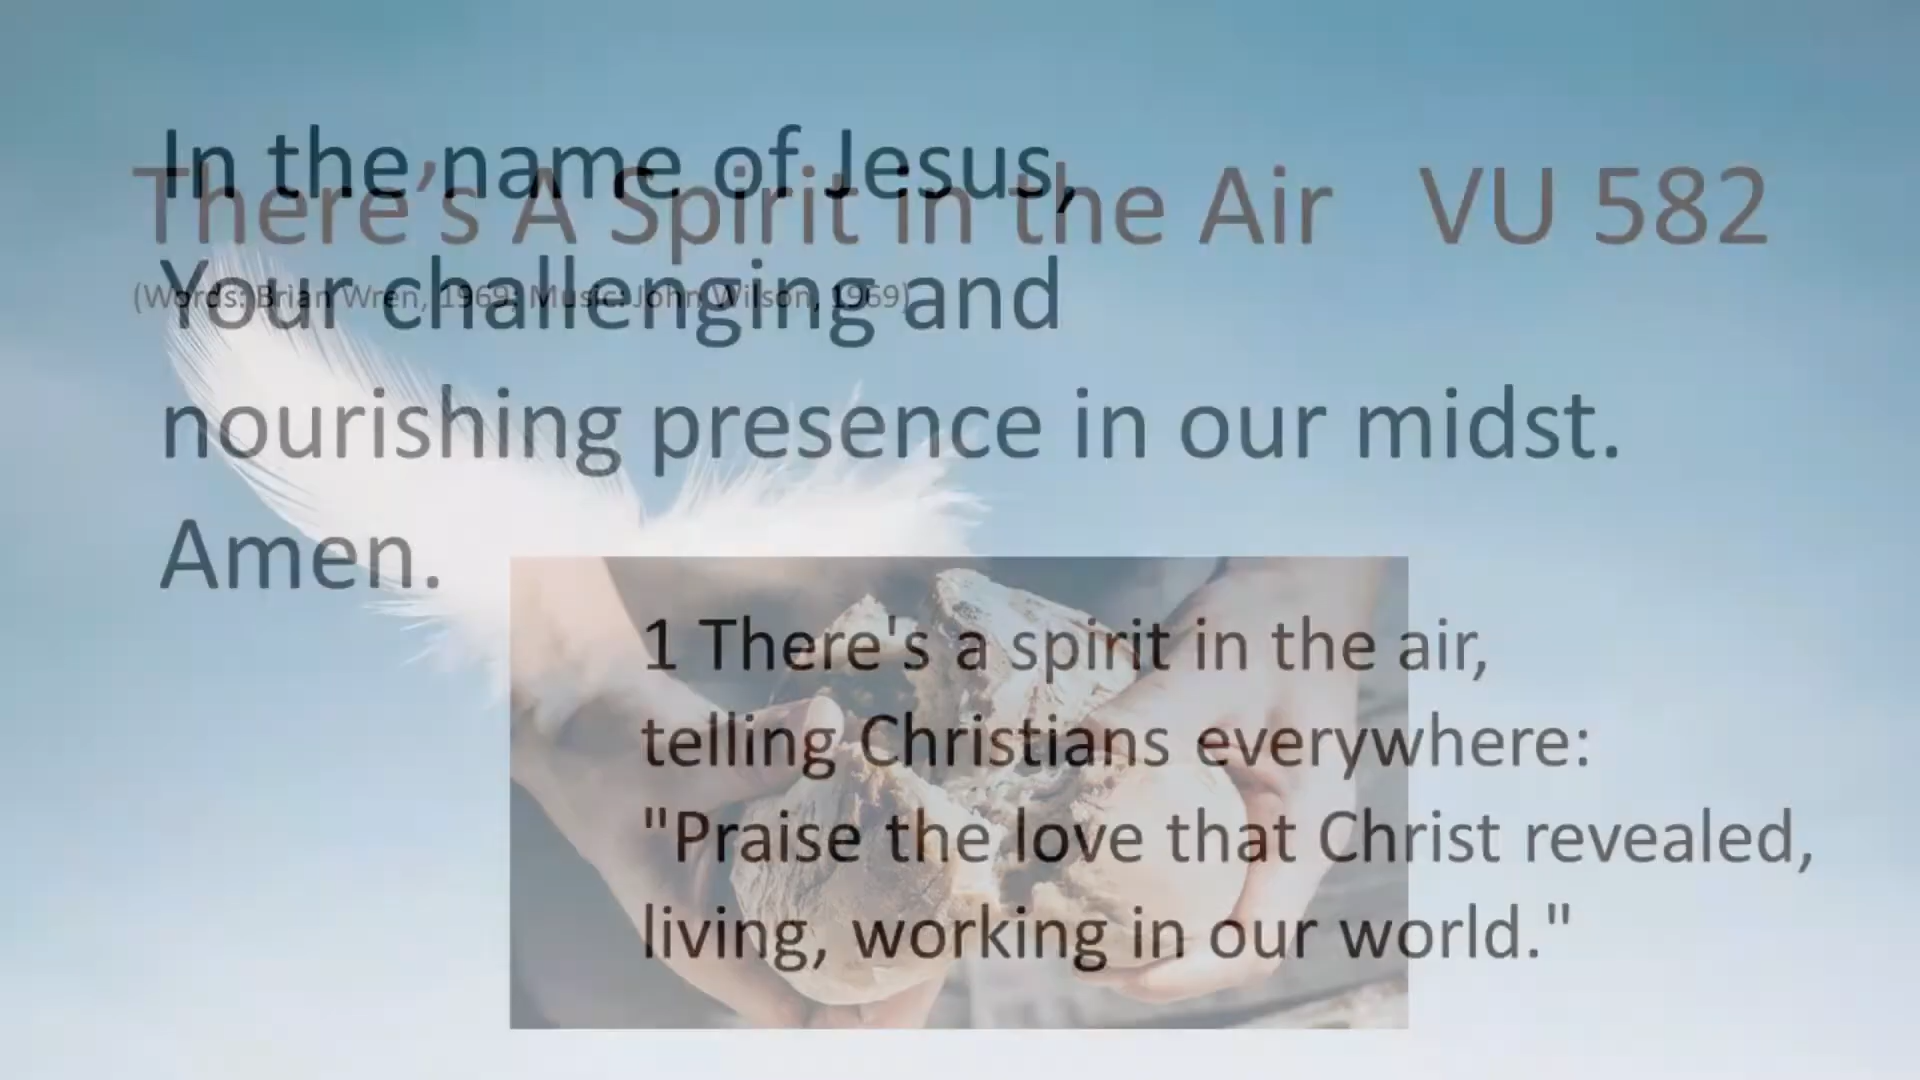 In the name of Jesus,
Your challenging and
nourishing presence in our midst.
Amen.
There's A Spirit in the Air VU 582
(Words: Brian Wren, 1969; Music: John Wilson, 1969)
1 There's a spirit in the air,
telling Christians everywhere:
"Praise the love that Christ revealed,
living, working in our world."